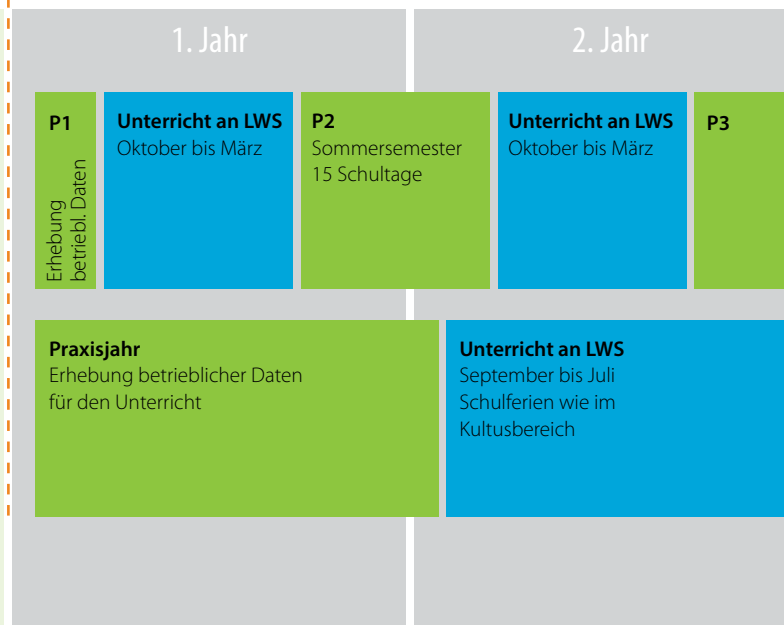 1. Jahr
2. Jahr
P1
Erhebung
betriebl. Daten
Unterricht an LWS
Oktober bis März
P2
Sommersemester
15 Schultage
Unterricht an LWS
Oktober bis März
P3
Praxisjahr
Erhebung betrieblicher Daten
für den Unterricht
Unterricht an LWS
September bis Juli
Schulferien wie im
Kultusbereich